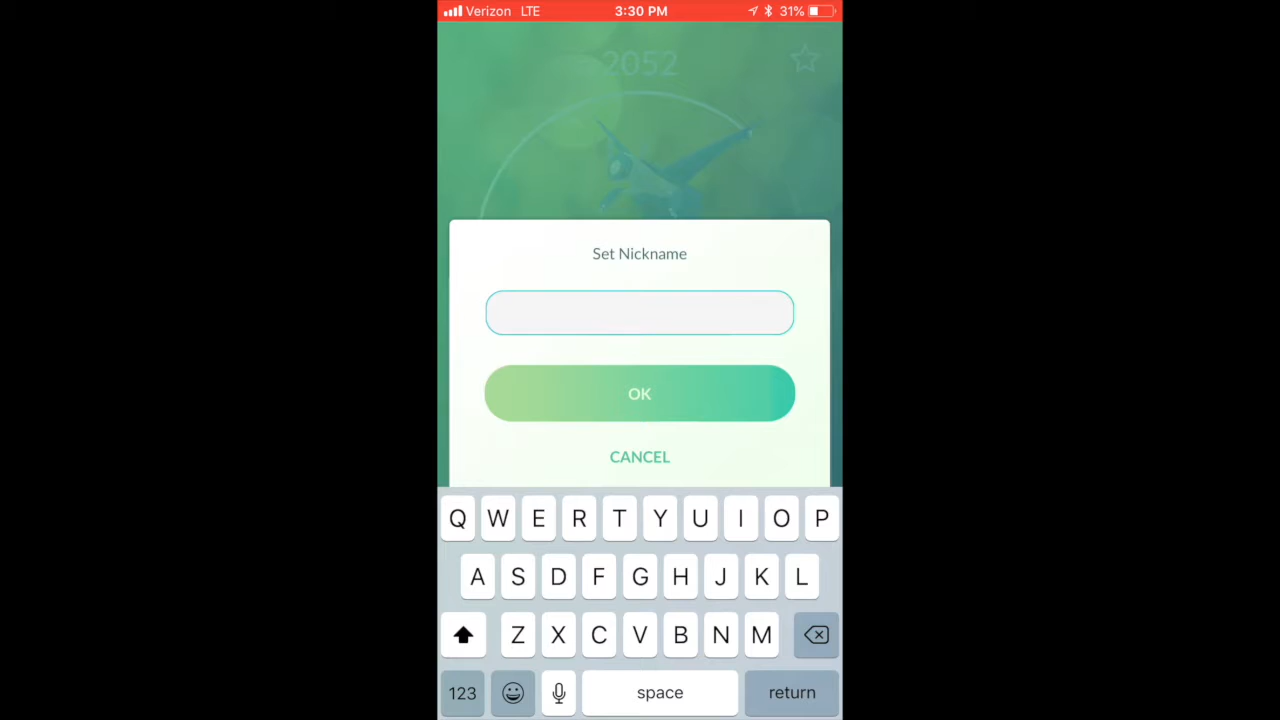 Verizon LTE 3:30 PM 31%
2052
Set Nickname
OK
CANCEL
Q W E R T Y U I O P
A S D F G H J K L
Z X C V B N M
123 space return